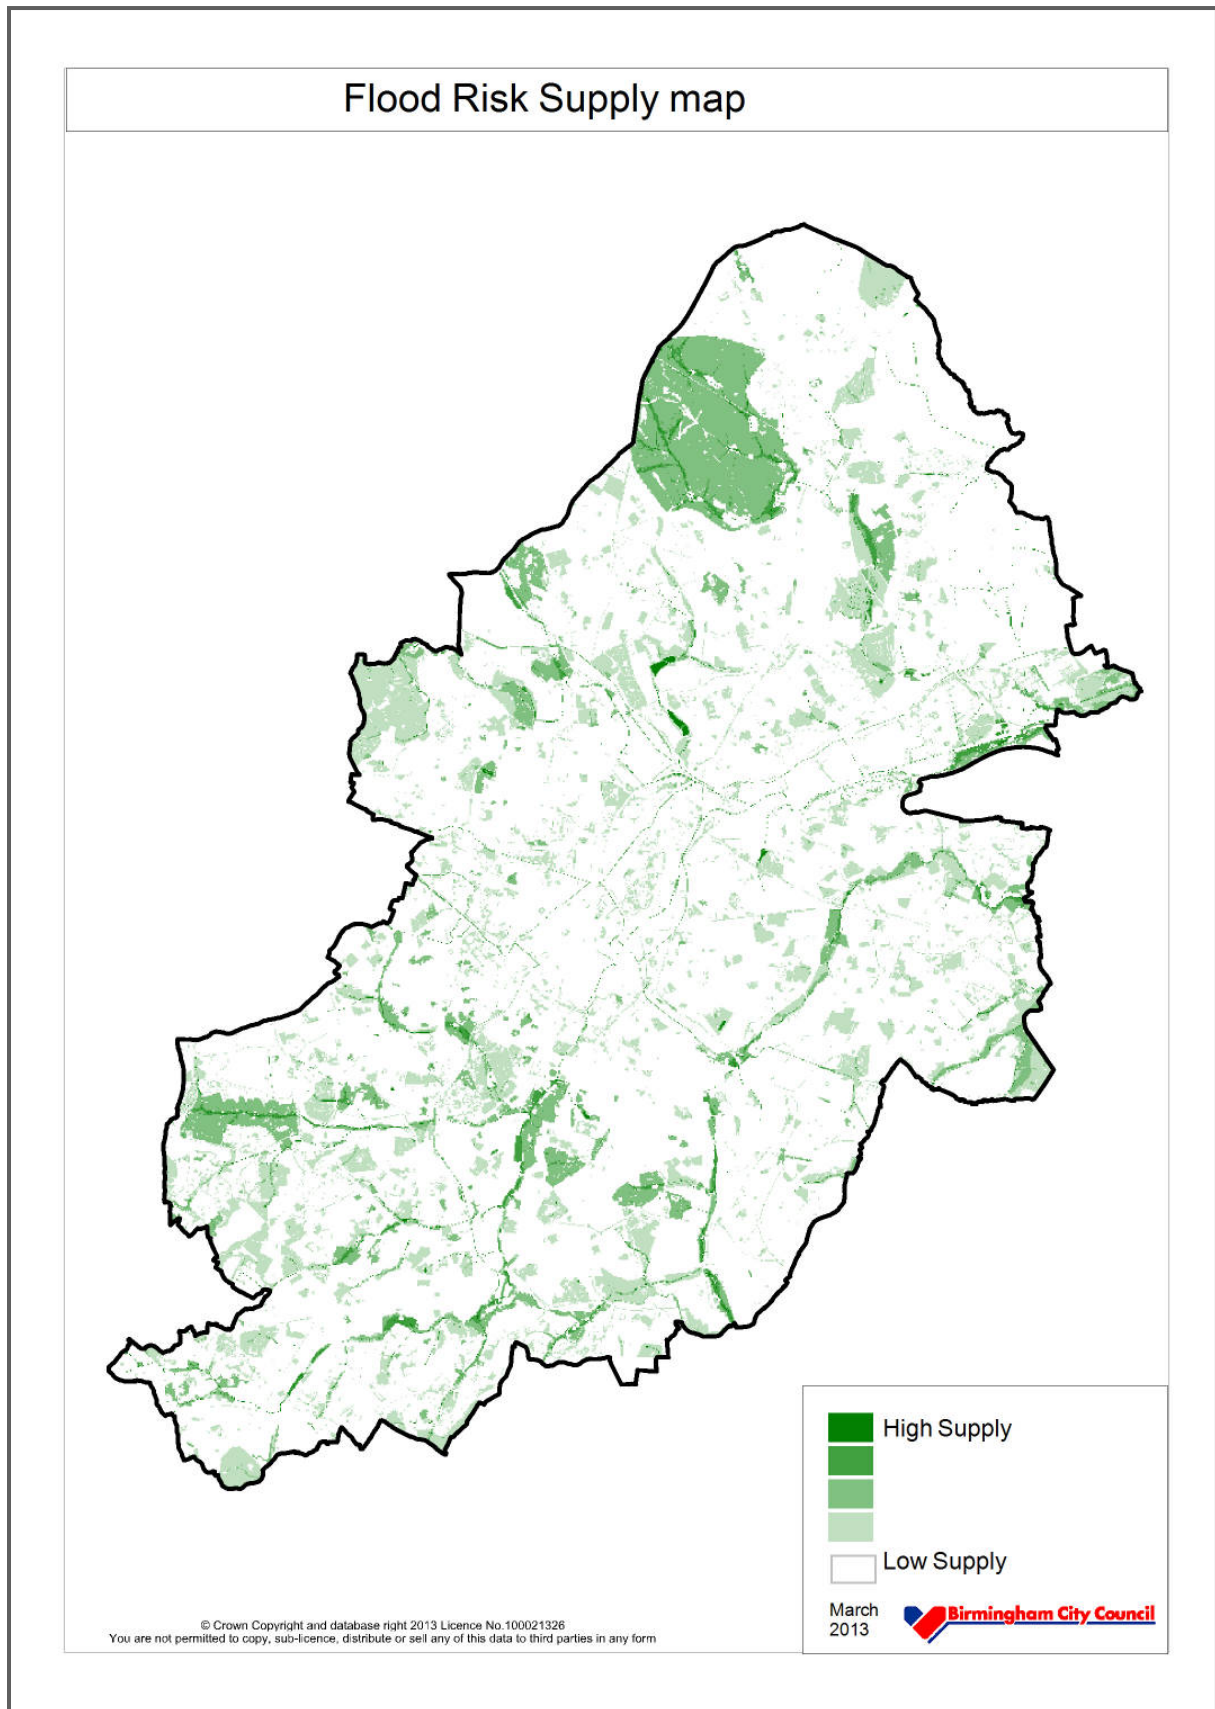 Flood Risk Supply map
High Supply
Low Supply
March
2013
Birmingham City Council
© Crown Copyright and database right 2013 Licence No.100021326
You are not permitted to copy, sub-licence, distribute or sell any of this data to third parties in any form